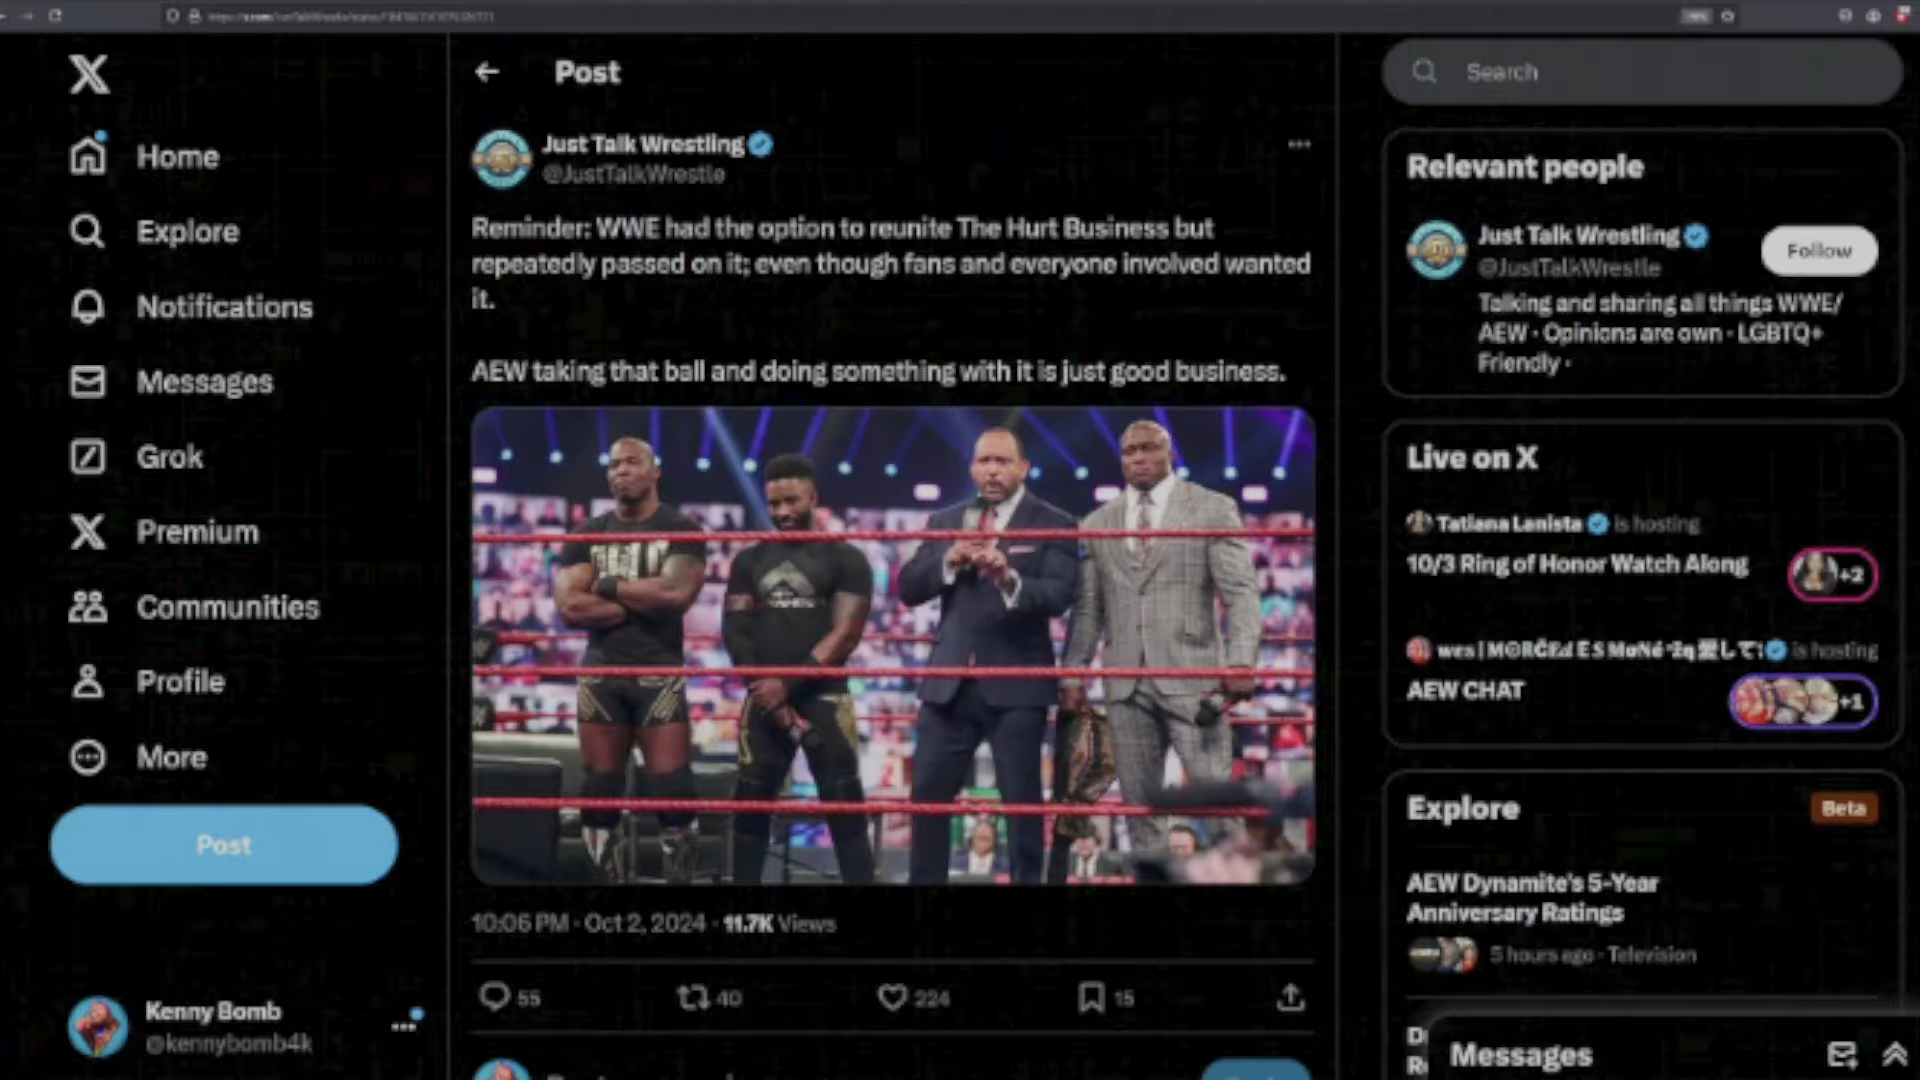 Post
Search
Home
Explore
Notifications
Messages
Grok
Premium
Communities
Profile
More
Post
Kenny Bomb
@kennybomb4k
Just Talk Wrestling
@JustTalkWrestle
Reminder: WWE had the option to reunite The Hurt Business but
repeatedly passed on it; even though fans and everyone involved wanted
it.
AEW taking that ball and doing something with it is just good business.
10:06 PM · Oct 2, 2024 · 11.7K Views
55
40
224
15
Relevant people
Just Talk Wrestling
@JustTalkWrestle
Follow
Talking and sharing all things WWE/
AEW · Opinions are own · LGBTQ+
Friendly ·
Live on X
Tatiana Lanista is hosting
10/3 Ring of Honor Watch Along
+2
is hosting
AEW CHAT
+1
Explore
Beta
AEW Dynamite's 5-Year
Anniversary Ratings
5 hours ago · Television
Messages